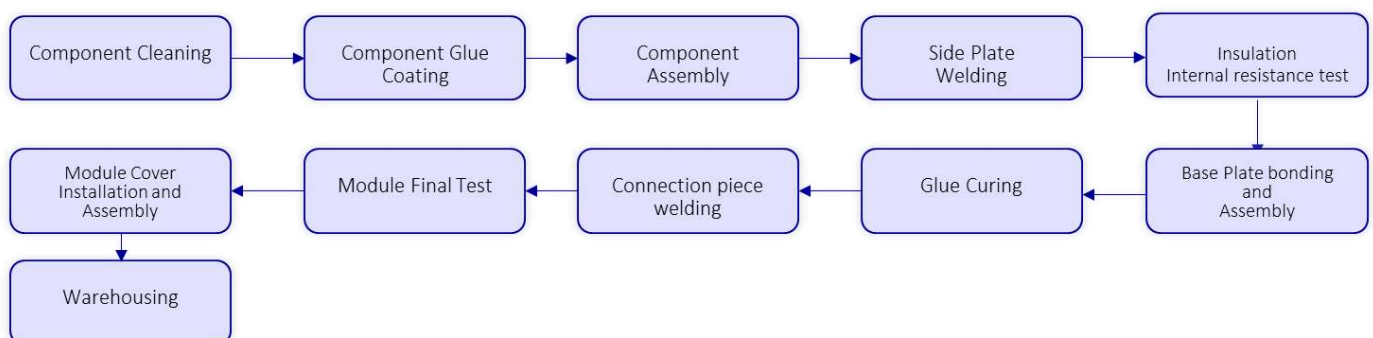 Component Cleaning
Component Glue
Coating
Component
Assembly
Side Plate
Welding
Insulation
Internal resistance test
Base Plate bonding
and
Assembly
Glue Curing
Connection piece
welding
Module Final Test
Module Cover
Installation and
Assembly
Warehousing